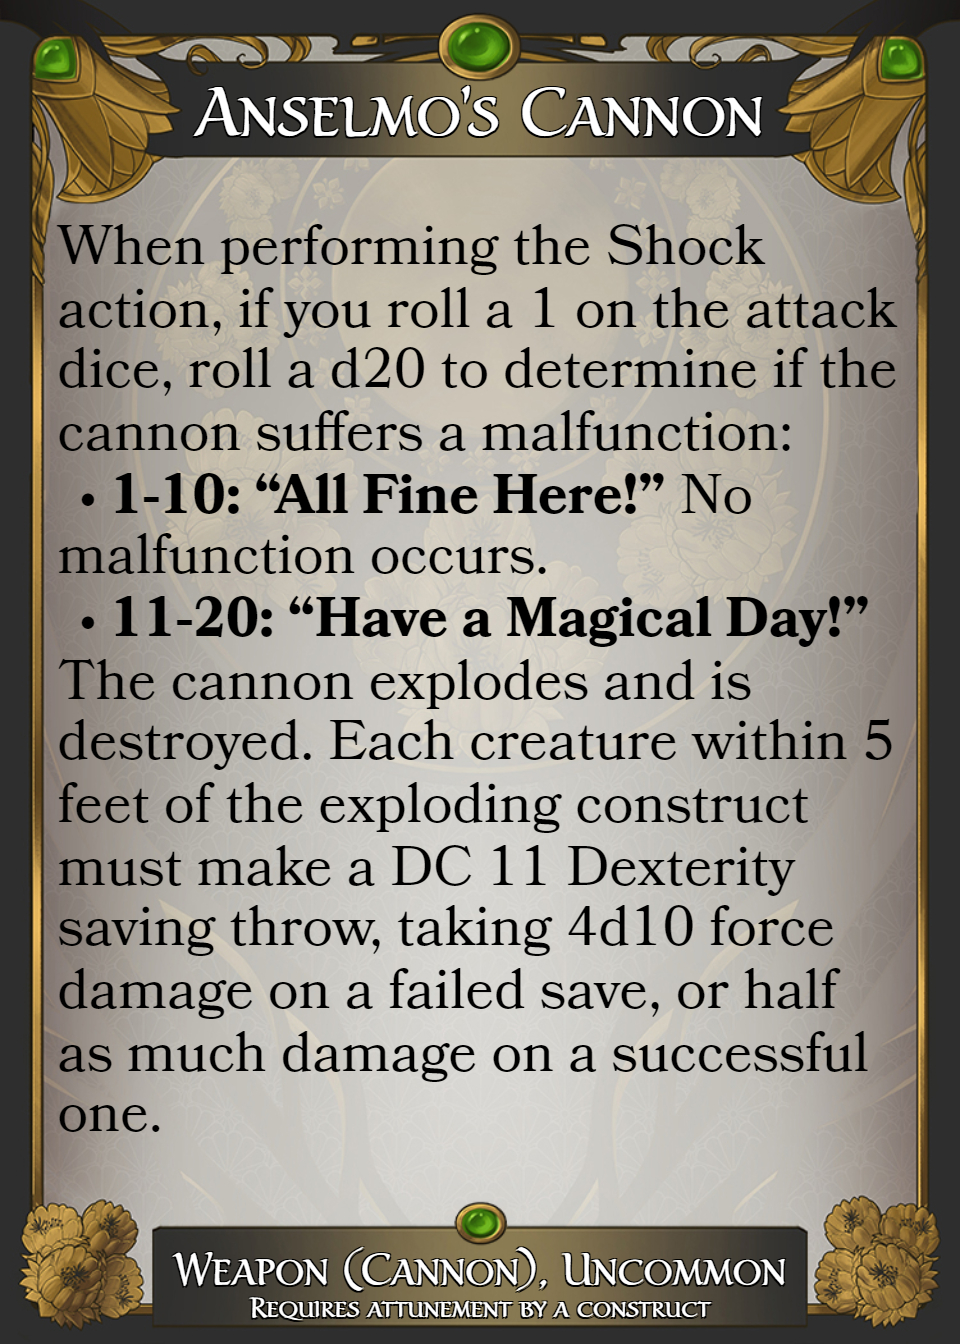 Anselmo's Cannon
When performing the Shock
action, if you roll a 1 on the attack
dice, roll a d20 to determine if the
cannon suffers a malfunction:
• 1-10: “All Fine Here!” No
malfunction occurs.
• 11-20: “Have a Magical Day!”
The cannon explodes and is
destroyed. Each creature within 5
feet of the exploding construct
must make a DC 11 Dexterity
saving throw, taking 4d10 force
damage on a failed save, or half
as much damage on a successful
one.
Weapon (Cannon), Uncommon
Requires attunement by a construct